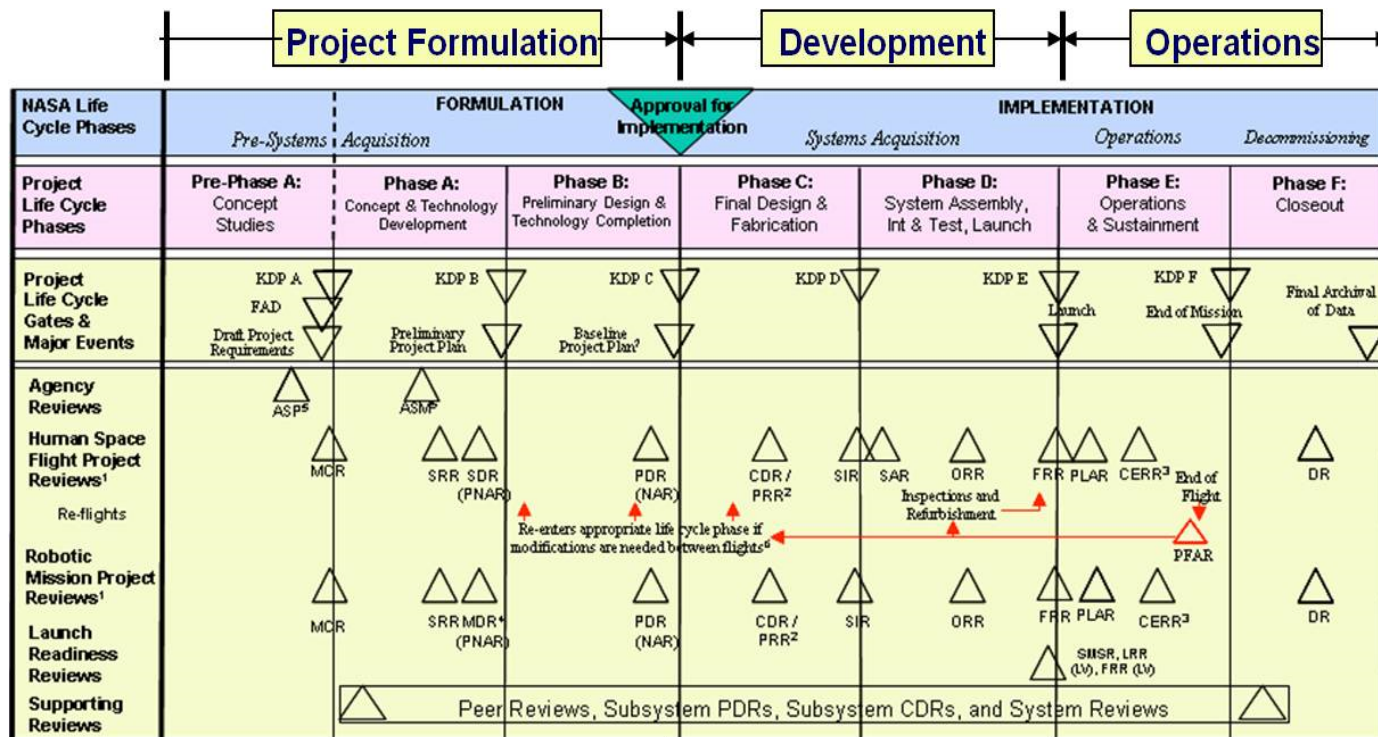 Project Formulation
Development
Operations
NASA Life
Cycle Phases
FORMULATION
Pre-Systems Acquisition
Approval for
Implementation
IMPLEMENTATION
Systems Acquisition
Operations
Decommissioning
Project
Life Cycle
Phases
Pre-Phase A:
Concept
Studies
Phase A:
Concept & Technology
Development
Phase B:
Preliminary Design &
Technology Completion
Phase C:
Final Design &
Fabrication
Phase D:
System Assembly,
Int & Test, Launch
Phase E:
Operations
& Sustainment
Phase F:
Closeout
Project
Life Cycle
Gates &
Major Events
KDP A
FAD
Draft Project
Requirements
KDP B
Preliminary
Project Plan
KDP C
Baseline
Project Plan⁷
KDP D
KDP E
Launch
KDP F
End of Mission
Final Archival
of Data
Agency
Reviews
ASP⁵
ASM⁵
Human Space
Flight Project
Reviews¹
MCR
SRR
SDR
(PNAR)
PDR
(NAR)
CDR /
PRR²
SIR
SAR
ORR
FRR
PLAR
CERR³
End of
Flight
DR
Re-flights
Re-enters appropriate life cycle phase if
modifications are needed between flights⁶
Inspections and
Refurbishment
PFAR
Robotic
Mission Project
Reviews¹
MCR
SRR
MDR⁴
(PNAR)
PDR
(NAR)
CDR /
PRR²
SIR
ORR
FRR
PLAR
CERR³
DR
Launch
Readiness
Reviews
SMSR, LRR
(LV), FRR (LV)
Supporting
Reviews
Peer Reviews, Subsystem PDRs, Subsystem CDRs, and System Reviews